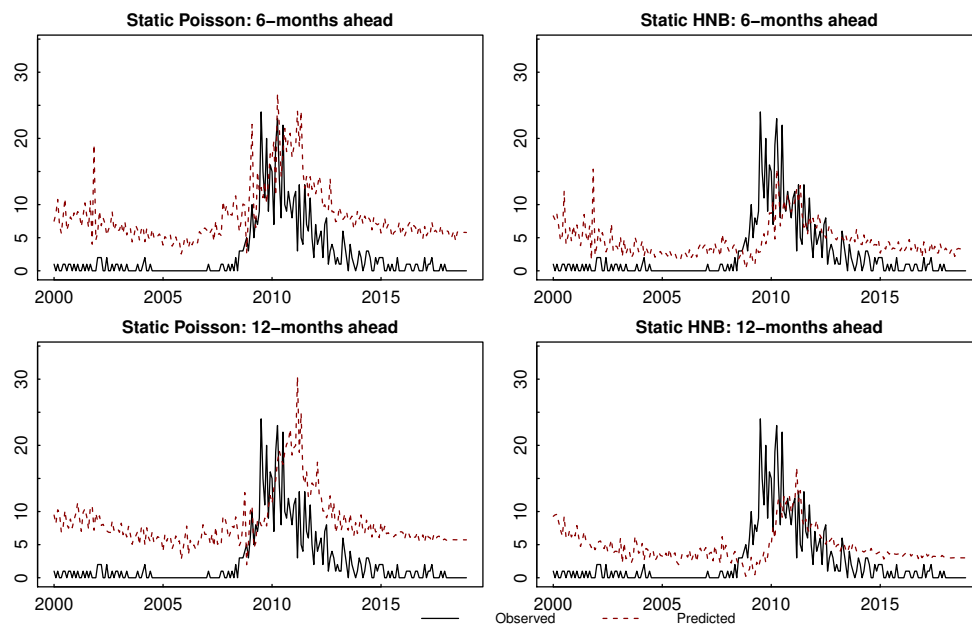 Static Poisson: 6−months ahead
30
20
10
5
0
2000 2005 2010 2015
Static HNB: 6−months ahead
30
20
10
5
0
2000 2005 2010 2015
Static Poisson: 12−months ahead
30
20
10
5
0
2000 2005 2010 2015
Static HNB: 12−months ahead
30
20
10
5
0
2000 2005 2010 2015
Observed Predicted